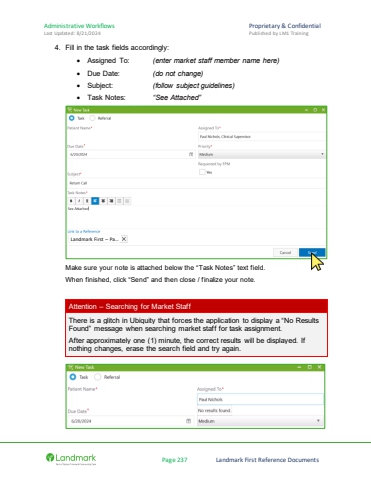 Administrative Workflows
Proprietary & Confidential
Last Updated: 8/21/2024
Published by LML Training
4. Fill in the task fields accordingly:
• Assigned To: (enter market staff member name here)
• Due Date: (do not change)
• Subject: (follow subject guidelines)
• Task Notes: "See Attached"
New Task
Task Referral
Patient Name*
Assigned To*
Paul Nichols, Clinical Supervisor
Due Date*
Priority*
6/20/2024
Medium
Requested by FPM
Yes
Subject*
Return Call
Task Notes*
See Attached
Link to a Reference
Landmark First – Pa... X
Cancel
Make sure your note is attached below the "Task Notes" text field.
When finished, click "Send" and then close / finalize your note.
Attention – Searching for Market Staff
There is a glitch in Ubiquity that forces the application to display a "No Results
Found" message when searching market staff for task assignment.
After approximately one (1) minute, the correct results will be displayed. If
nothing changes, erase the search field and try again.
New Task
Task Referral
Patient Name*
Assigned To*
Paul Nichols
Due Date*
No results found.
6/20/2024
Medium
Landmark
Page 237
Landmark First Reference Documents